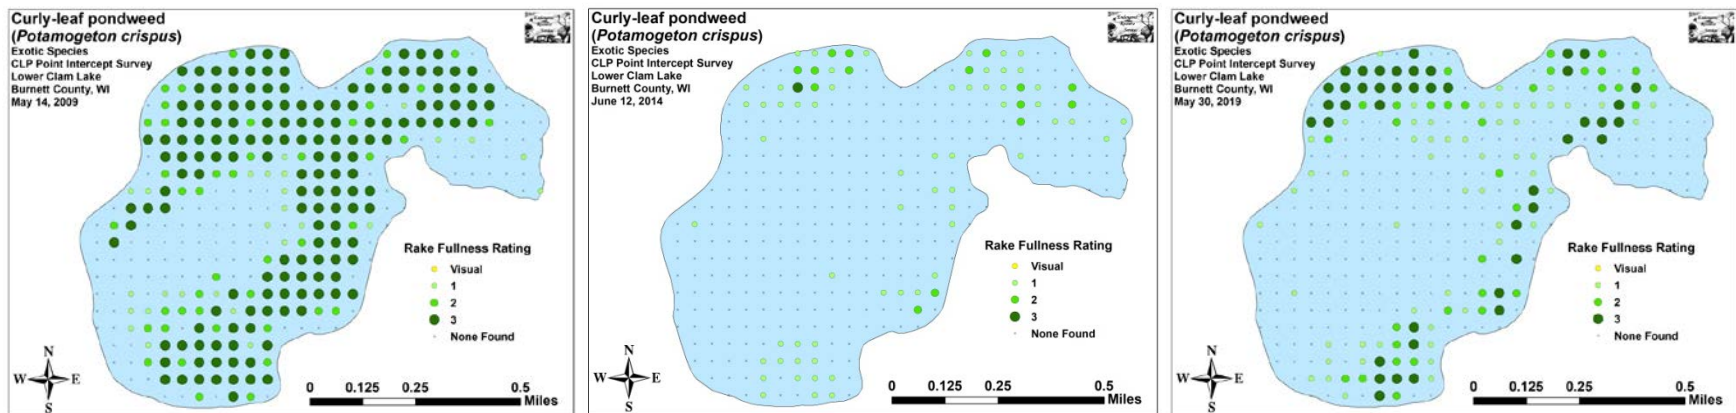 Curly-leaf pondweed
(Potamogeton crispus)
Exotic Species
CLP Point Intercept Survey
Lower Clam Lake
Burnett County, WI
May 14, 2009
Rake Fullness Rating
Visual
1
2
3
None Found
N
W E
S
0 0.125 0.25 0.5
Miles
Curly-leaf pondweed
(Potamogeton crispus)
Exotic Species
CLP Point Intercept Survey
Lower Clam Lake
Burnett County, WI
June 12, 2014
Rake Fullness Rating
Visual
1
2
3
None Found
N
W E
S
0 0.125 0.25 0.5
Miles
Curly-leaf pondweed
(Potamogeton crispus)
Exotic Species
CLP Point Intercept Survey
Lower Clam Lake
Burnett County, WI
May 30, 2019
Rake Fullness Rating
Visual
1
2
3
None Found
N
W E
S
0 0.125 0.25 0.5
Miles